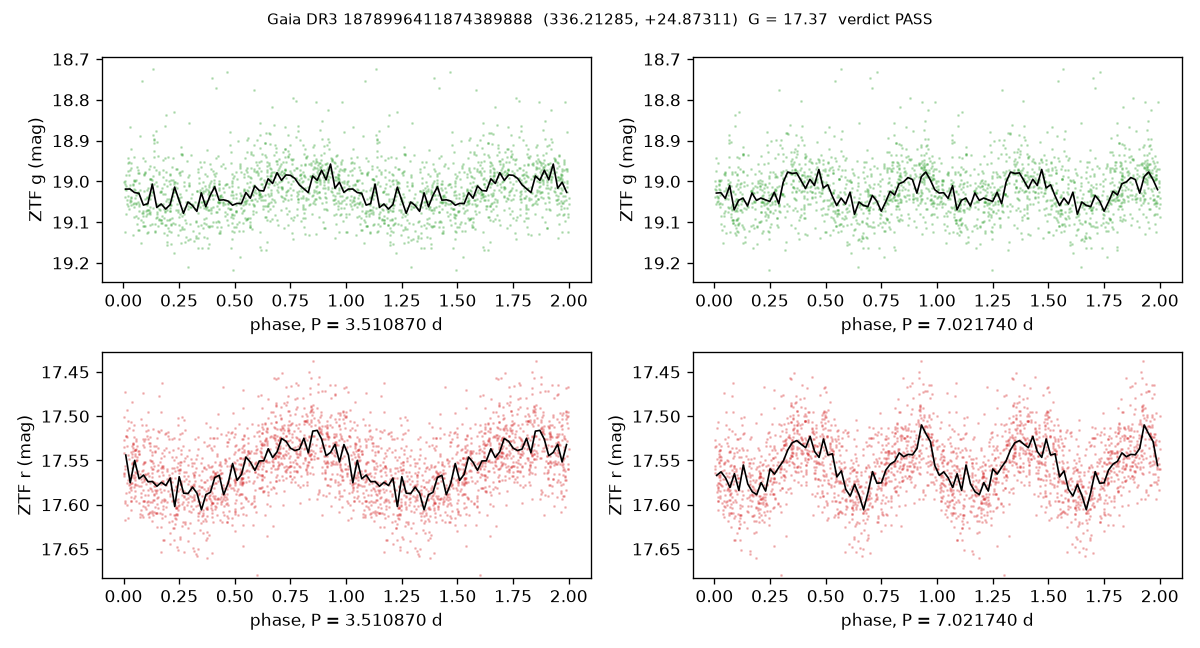 Gaia DR3 1878996411874389888  (336.21285, +24.87311)  G = 17.37  verdict PASS
18.7
18.8
18.9
19.0
19.1
19.2
ZTF g (mag)
0.00 0.25 0.50 0.75 1.00 1.25 1.50 1.75 2.00
phase, P = 3.510870 d
18.7
18.8
18.9
19.0
19.1
19.2
ZTF g (mag)
0.00 0.25 0.50 0.75 1.00 1.25 1.50 1.75 2.00
phase, P = 7.021740 d
17.45
17.50
17.55
17.60
17.65
ZTF r (mag)
0.00 0.25 0.50 0.75 1.00 1.25 1.50 1.75 2.00
phase, P = 3.510870 d
17.45
17.50
17.55
17.60
17.65
ZTF r (mag)
0.00 0.25 0.50 0.75 1.00 1.25 1.50 1.75 2.00
phase, P = 7.021740 d